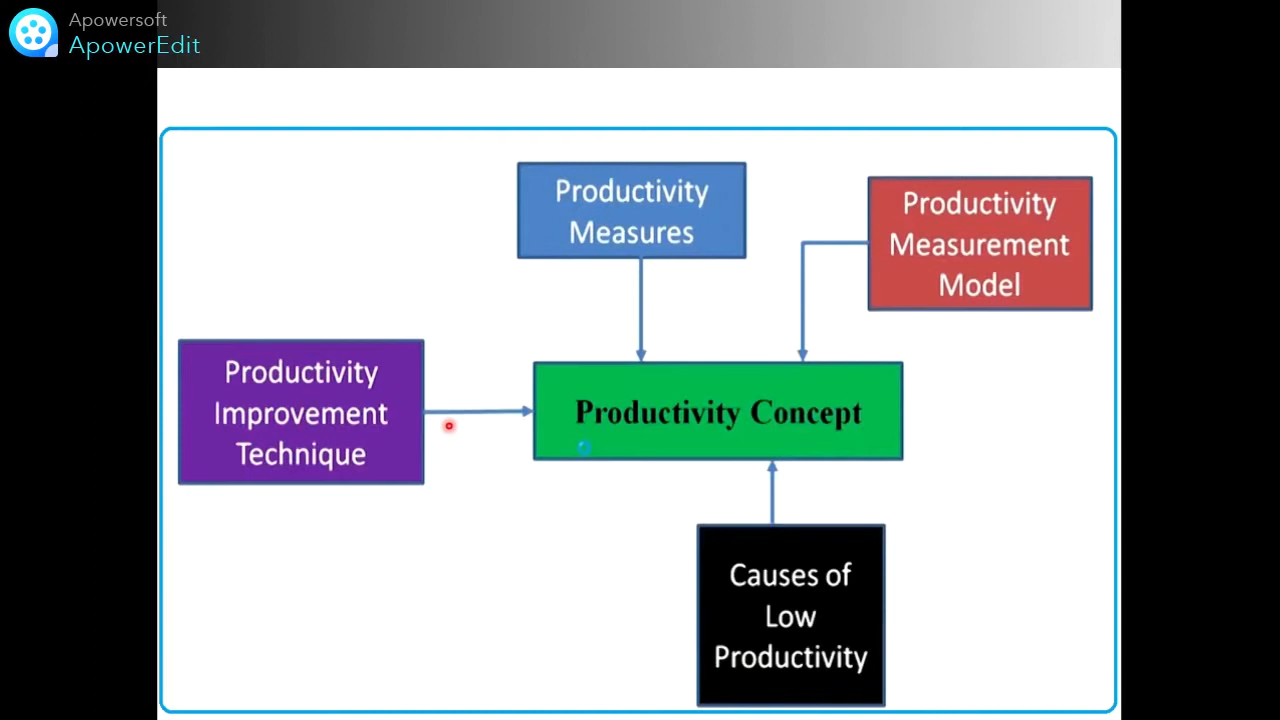 Apowersoft
ApowerEdit
Productivity
Measures
Productivity
Measurement
Model
Productivity
Improvement
Technique
Productivity Concept
Causes of
Low
Productivity